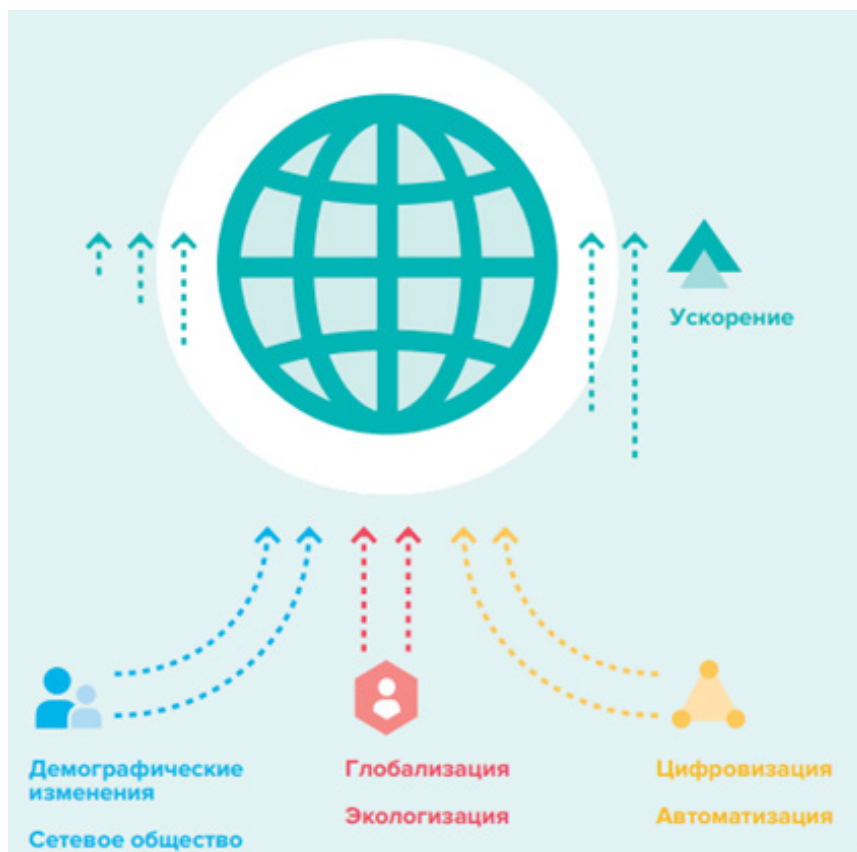 Ускорение
Демографические
изменения
Сетевое общество
Глобализация
Экологизация
Цифровизация
Автоматизация